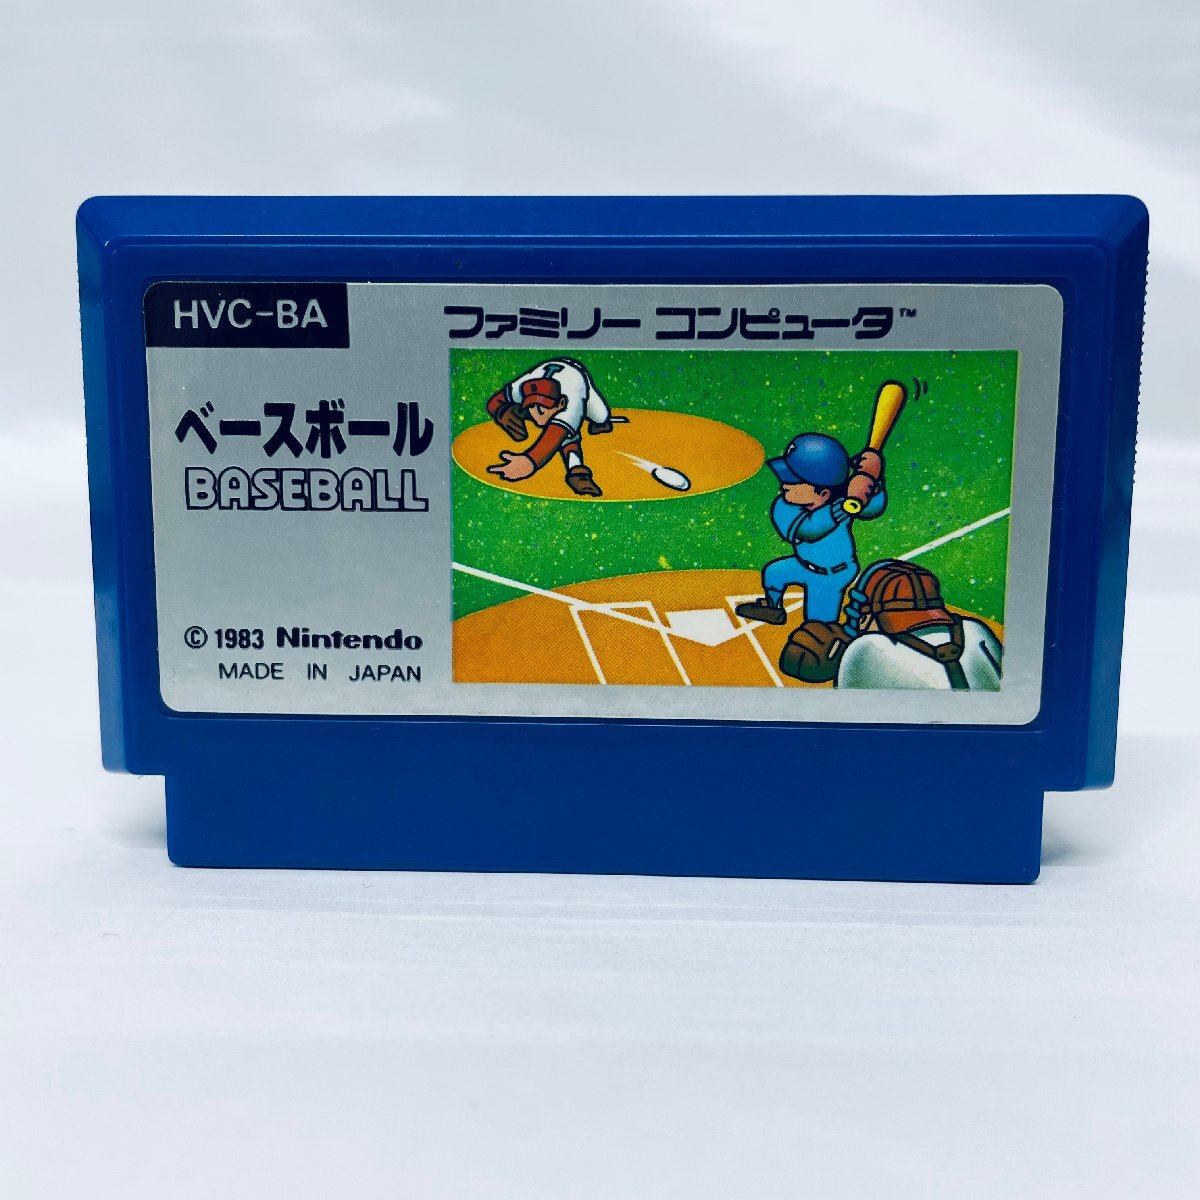 HVC-BA
ファミリー コンピュータ™
ベースボール
BASEBALL
© 1983 Nintendo
MADE IN JAPAN